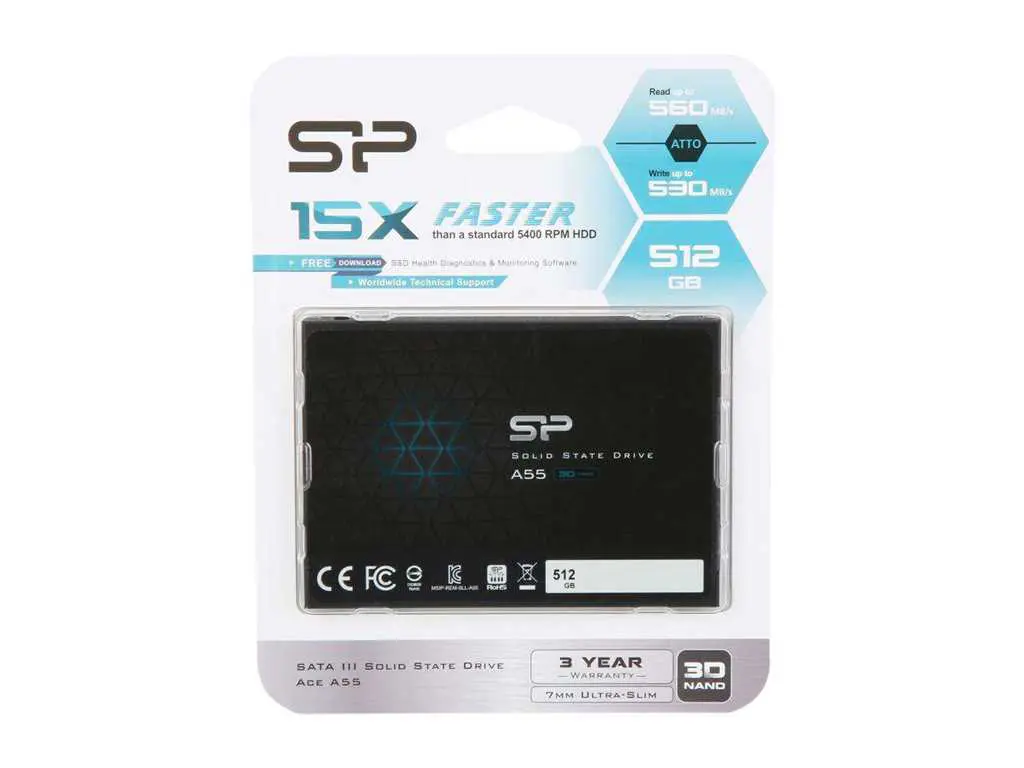 SP
Read up to
560 MB/s
ATTO
Write up to
530 MB/s
15X FASTER
than a standard 5400 RPM HDD
FREE DOWNLOAD SSD Health Diagnostics & Monitoring Software
Worldwide Technical Support
512
GB
SP
SOLID STATE DRIVE
A55 3D NAND
CE FC RoHS
512
GB
SATA III SOLID STATE DRIVE
ACE A55
3 YEAR
WARRANTY
7MM ULTRA-SLIM
3D
NAND